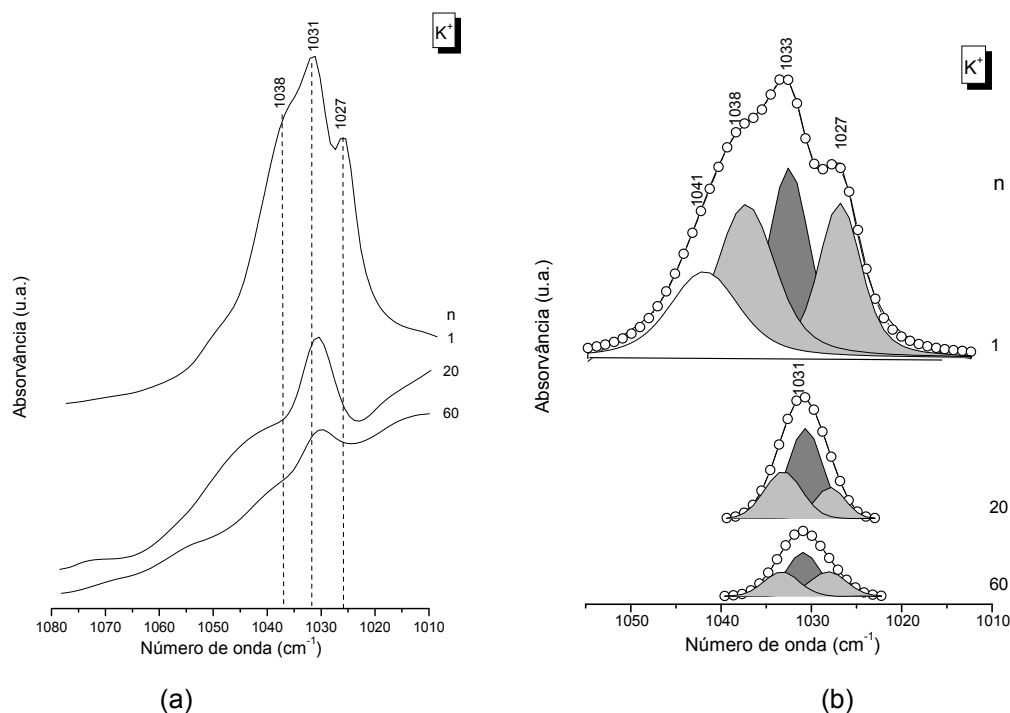 K⁺
1038
1031
1027
n
1
20
60
Absorvância (u.a.)
1080 1070 1060 1050 1040 1030 1020 1010
Número de onda (cm⁻¹)
(a)
K⁺
1041
1038
1033
1027
n
1
1031
20
60
Absorvância (u.a.)
1050 1040 1030 1020 1010
Número de onda (cm⁻¹)
(b)